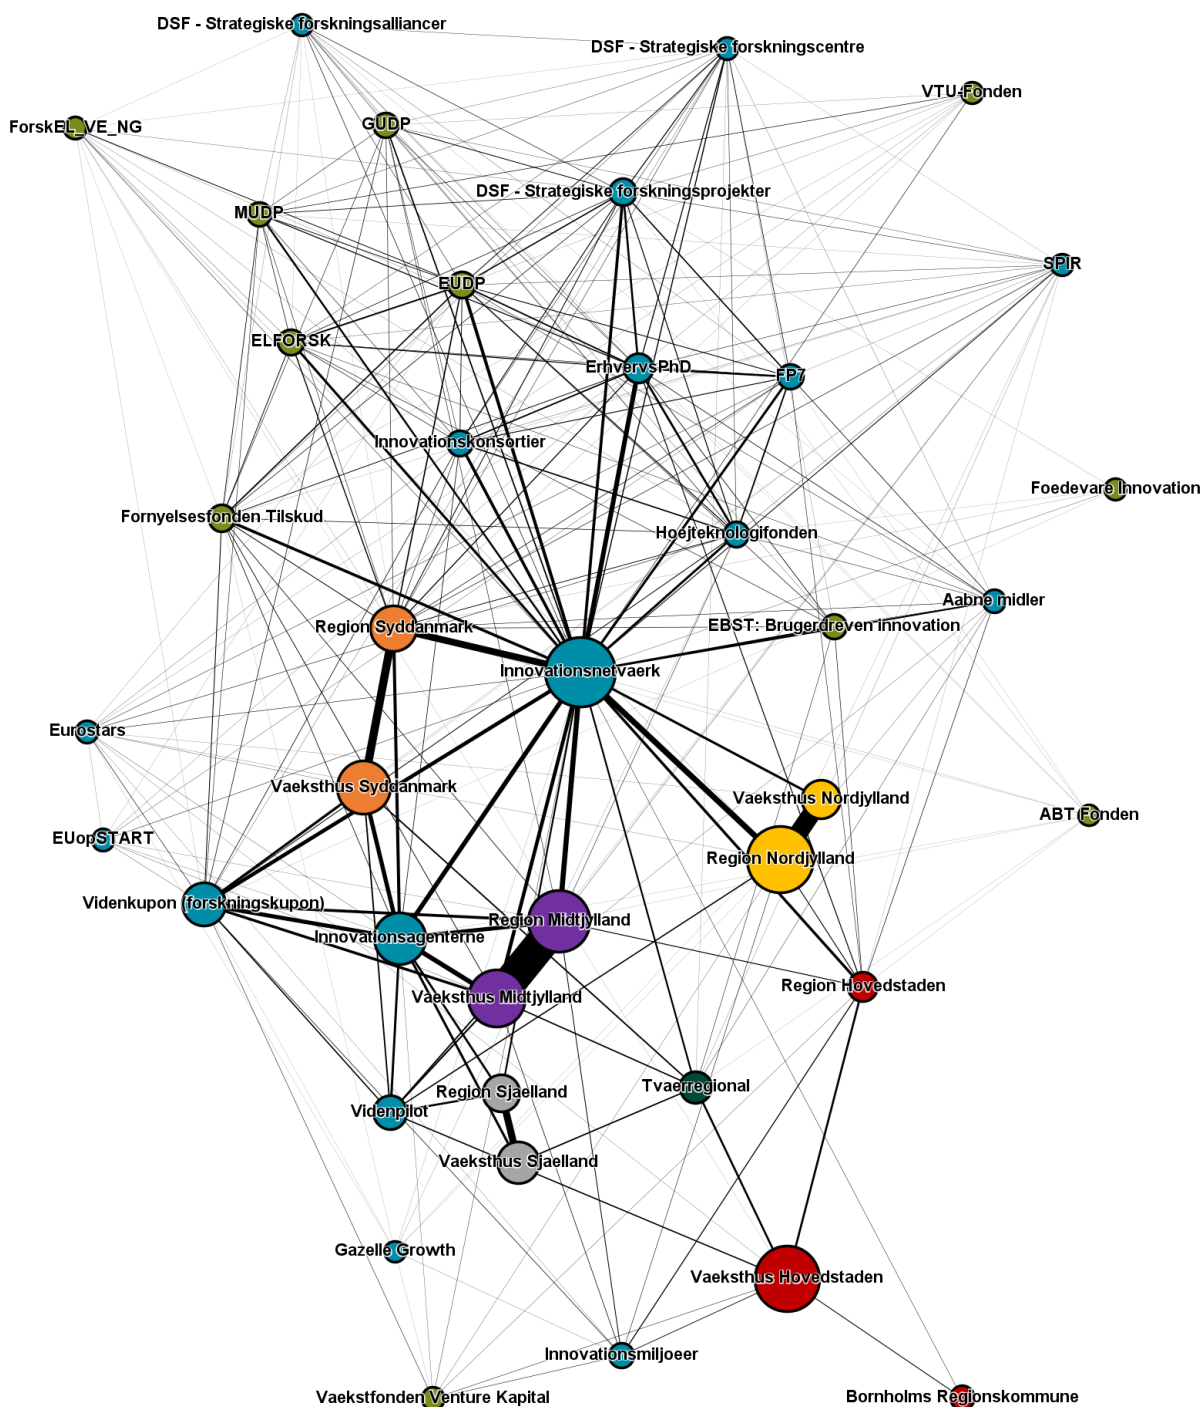 DSF - Strategiske forskningsalliancer
DSF - Strategiske forskningscentre
VTU-Fonden
ForskEL_VE_NG
GUDP
DSF - Strategiske forskningsprojekter
MUDP
SPIR
EUDP
ELFORSK
ErhvervsPhD
FP7
Innovationskonsortier
Foedevare Innovation
Fornyelsesfonden Tilskud
Hoejteknologifonden
Aabne midler
Region Syddanmark
EBST: Brugerdreven innovation
Innovationsnetvaerk
Eurostars
Vaeksthus Syddanmark
Vaeksthus Nordjylland
ABT Fonden
EUopSTART
Region Nordjylland
Videnkupon (forskningskupon)
Region Midtjylland
Innovationsagenterne
Region Hovedstaden
Vaeksthus Midtjylland
Tvaerregional
Region Sjaelland
Videnpilot
Vaeksthus Sjaelland
Gazelle Growth
Vaeksthus Hovedstaden
Innovationsmiljoeer
Vaekstfonden Venture Kapital
Bornholms Regionskommune